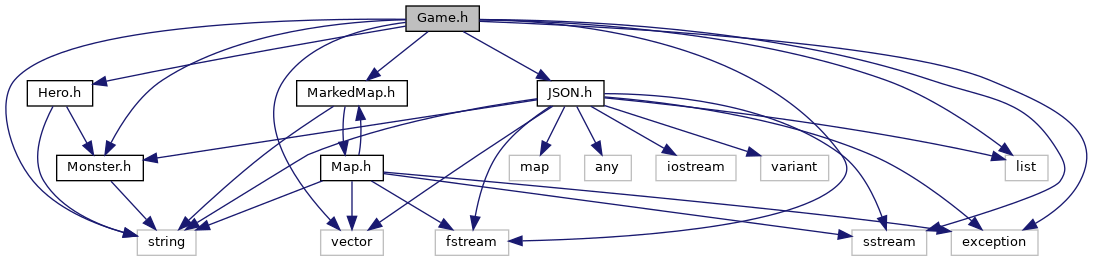 Game.h
Hero.h
MarkedMap.h
JSON.h
Monster.h
Map.h
map
any
iostream
variant
list
string
vector
fstream
sstream
exception